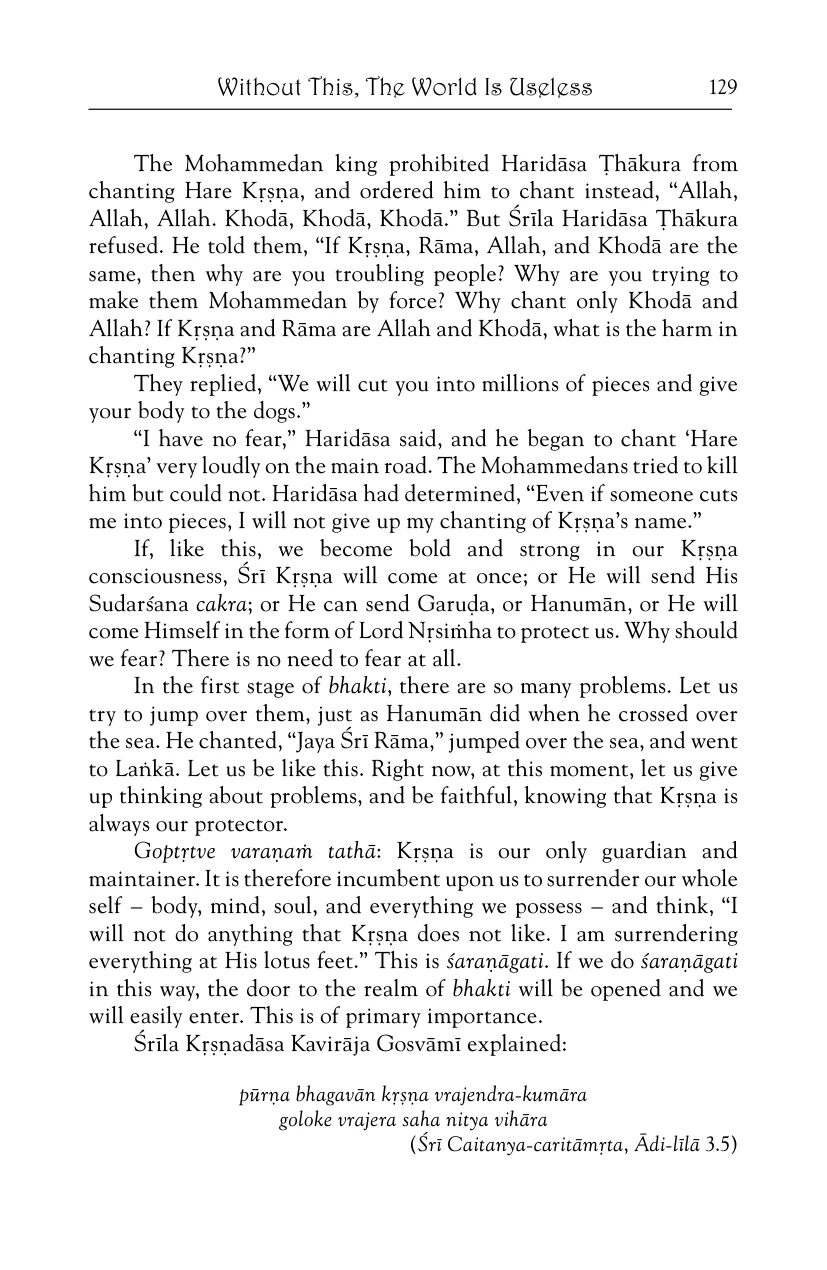 Without This, The World Is Useless 129
The Mohammedan king prohibited Haridāsa Ṭhākura from
chanting Hare Kṛṣṇa, and ordered him to chant instead, “Allah,
Allah, Allah. Khodā, Khodā, Khodā.” But Śrīla Haridāsa Ṭhākura
refused. He told them, “If Kṛṣṇa, Rāma, Allah, and Khodā are the
same, then why are you troubling people? Why are you trying to
make them Mohammedan by force? Why chant only Khodā and
Allah? If Kṛṣṇa and Rāma are Allah and Khodā, what is the harm in
chanting Kṛṣṇa?”
They replied, “We will cut you into millions of pieces and give
your body to the dogs.”
“I have no fear,” Haridāsa said, and he began to chant ‘Hare
Kṛṣṇa’ very loudly on the main road. The Mohammedans tried to kill
him but could not. Haridāsa had determined, “Even if someone cuts
me into pieces, I will not give up my chanting of Kṛṣṇa’s name.”
If, like this, we become bold and strong in our Kṛṣṇa
consciousness, Śrī Kṛṣṇa will come at once; or He will send His
Sudarśana cakra; or He can send Garuḍa, or Hanumān, or He will
come Himself in the form of Lord Nṛsiṁha to protect us. Why should
we fear? There is no need to fear at all.
In the first stage of bhakti, there are so many problems. Let us
try to jump over them, just as Hanumān did when he crossed over
the sea. He chanted, “Jaya Śrī Rāma,” jumped over the sea, and went
to Laṅkā. Let us be like this. Right now, at this moment, let us give
up thinking about problems, and be faithful, knowing that Kṛṣṇa is
always our protector.
Goptṛtve varaṇaṁ tathā: Kṛṣṇa is our only guardian and
maintainer. It is therefore incumbent upon us to surrender our whole
self – body, mind, soul, and everything we possess – and think, “I
will not do anything that Kṛṣṇa does not like. I am surrendering
everything at His lotus feet.” This is śaraṇāgati. If we do śaraṇāgati
in this way, the door to the realm of bhakti will be opened and we
will easily enter. This is of primary importance.
Śrīla Kṛṣṇadāsa Kavirāja Gosvāmī explained:
pūrṇa bhagavān kṛṣṇa vrajendra-kumāra
goloke vrajera saha nitya vihāra
(Śrī Caitanya-caritāmṛta, Ādi-līlā 3.5)